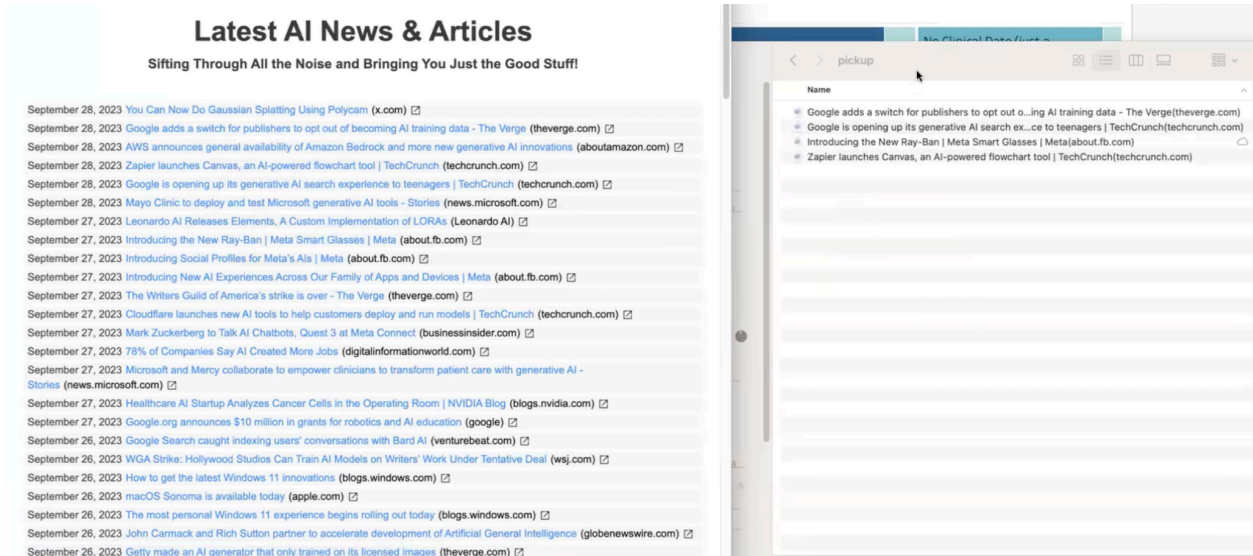 Latest AI News & Articles
Sifting Through All the Noise and Bringing You Just the Good Stuff!
September 28, 2023 You Can Now Do Gaussian Splatting Using Polycam (x.com)
September 28, 2023 Google adds a switch for publishers to opt out of becoming AI training data - The Verge (theverge.com)
September 28, 2023 AWS announces general availability of Amazon Bedrock and more new generative AI innovations (aboutamazon.com)
September 28, 2023 Zapier launches Canvas, an AI-powered flowchart tool | TechCrunch (techcrunch.com)
September 28, 2023 Google is opening up its generative AI search experience to teenagers | TechCrunch (techcrunch.com)
September 28, 2023 Mayo Clinic to deploy and test Microsoft generative AI tools - Stories (news.microsoft.com)
September 27, 2023 Leonardo AI Releases Elements, A Custom Implementation of LORAs (Leonardo AI)
September 27, 2023 Introducing the New Ray-Ban | Meta Smart Glasses | Meta (about.fb.com)
September 27, 2023 Introducing Social Profiles for Meta's AIs | Meta (about.fb.com)
September 27, 2023 Introducing New AI Experiences Across Our Family of Apps and Devices | Meta (about.fb.com)
September 27, 2023 The Writers Guild of America's strike is over - The Verge (theverge.com)
September 27, 2023 Cloudflare launches new AI tools to help customers deploy and run models | TechCrunch (techcrunch.com)
September 27, 2023 Mark Zuckerberg to Talk AI Chatbots, Quest 3 at Meta Connect (businessinsider.com)
September 27, 2023 78% of Companies Say AI Created More Jobs (digitalinformationworld.com)
September 27, 2023 Microsoft and Mercy collaborate to empower clinicians to transform patient care with generative AI -
Stories (news.microsoft.com)
September 27, 2023 Healthcare AI Startup Analyzes Cancer Cells in the Operating Room | NVIDIA Blog (blogs.nvidia.com)
September 27, 2023 Google.org announces $10 million in grants for robotics and AI education (google)
September 26, 2023 Google Search caught indexing users' conversations with Bard AI (venturebeat.com)
September 26, 2023 WGA Strike: Hollywood Studios Can Train AI Models on Writers' Work Under Tentative Deal (wsj.com)
September 26, 2023 How to get the latest Windows 11 innovations (blogs.windows.com)
September 26, 2023 macOS Sonoma is available today (apple.com)
September 26, 2023 The most personal Windows 11 experience begins rolling out today (blogs.windows.com)
September 26, 2023 John Carmack and Rich Sutton partner to accelerate development of Artificial General Intelligence (globenewswire.com)
September 26, 2023 Getty made an AI generator that only trained on its licensed images (theverge.com)
No Clinical Date (just a
pickup
Name
Google adds a switch for publishers to opt out o...ing AI training data - The Verge(theverge.com)
Google is opening up its generative AI search ex...ce to teenagers | TechCrunch(techcrunch.com)
Introducing the New Ray-Ban | Meta Smart Glasses | Meta(about.fb.com)
Zapier launches Canvas, an AI-powered flowchart tool | TechCrunch(techcrunch.com)